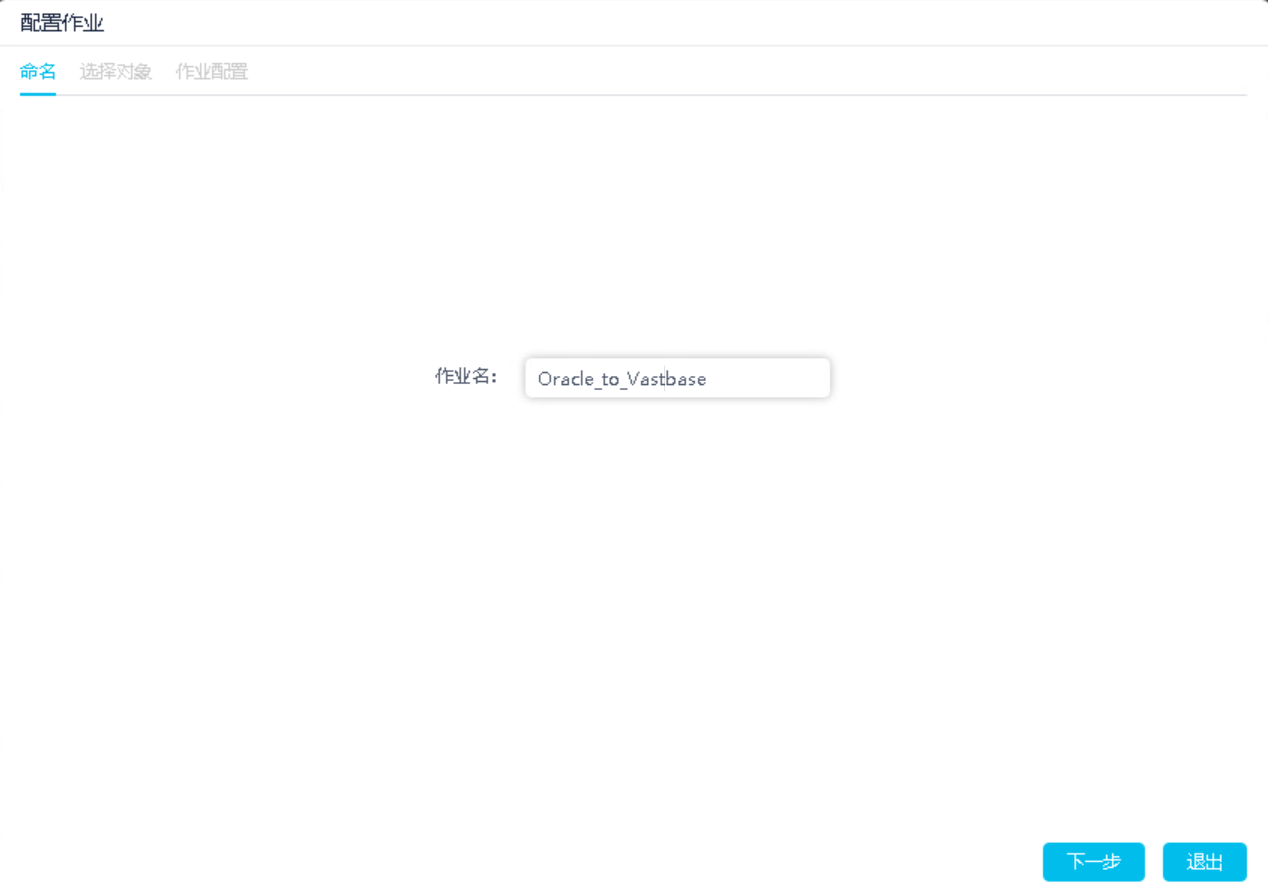 配置作业
命名 选择对象 作业配置
作业名： Oracle_to_Vastbase
下一步 退出